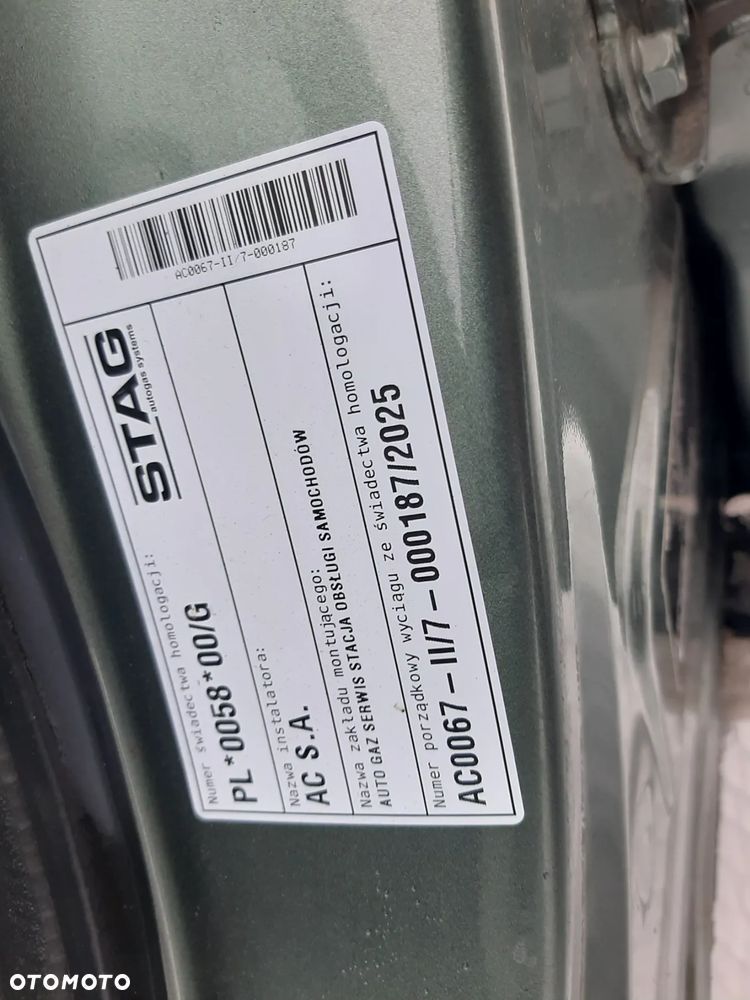 STAG
autogas systems
AC0067-II/7-000187
Numer świadectwa homologacji:
PL*0058*00/G
Nazwa instalatora:
AC S.A.
Nazwa zakładu montującego:
AUTO GAZ SERWIS STACJA OBSŁUGI SAMOCHODÓW
Numer porządkowy wyciągu ze świadectwa homologacji:
AC0067-II/7-000187/2025
OTOMOTO